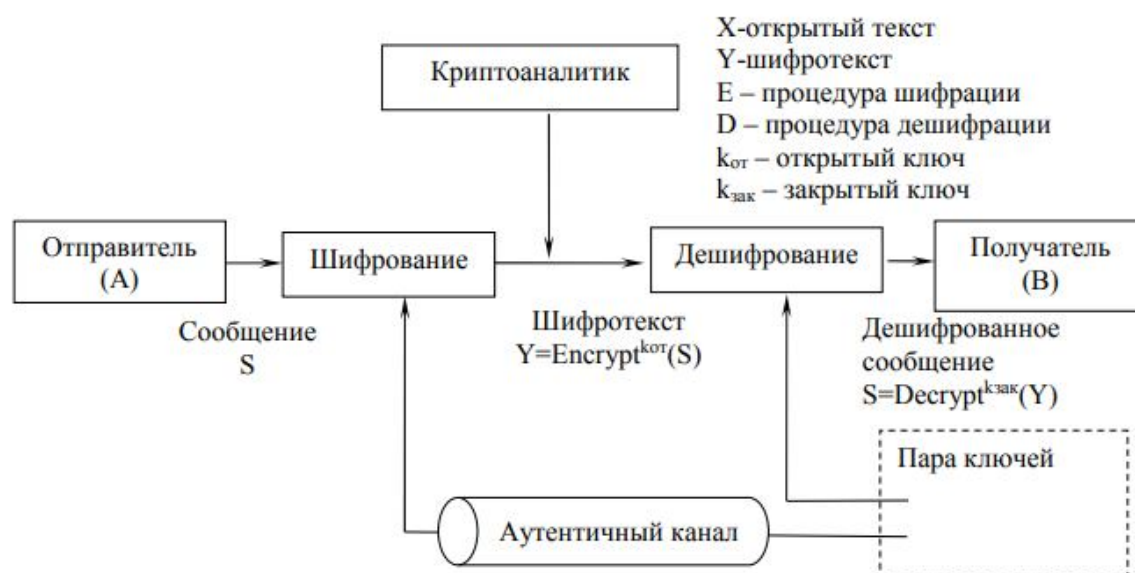 X-открытый текст
Y-шифротекст
E – процедура шифрации
D – процедура дешифрации
kот – открытый ключ
kзак – закрытый ключ
Криптоаналитик
Отправитель
(А)
Шифрование
Дешифрование
Получатель
(В)
Сообщение
S
Шифротекст
Y=Encryptkот(S)
Дешифрованное
сообщение
S=Decryptkзак(Y)
Пара ключей
Аутентичный канал